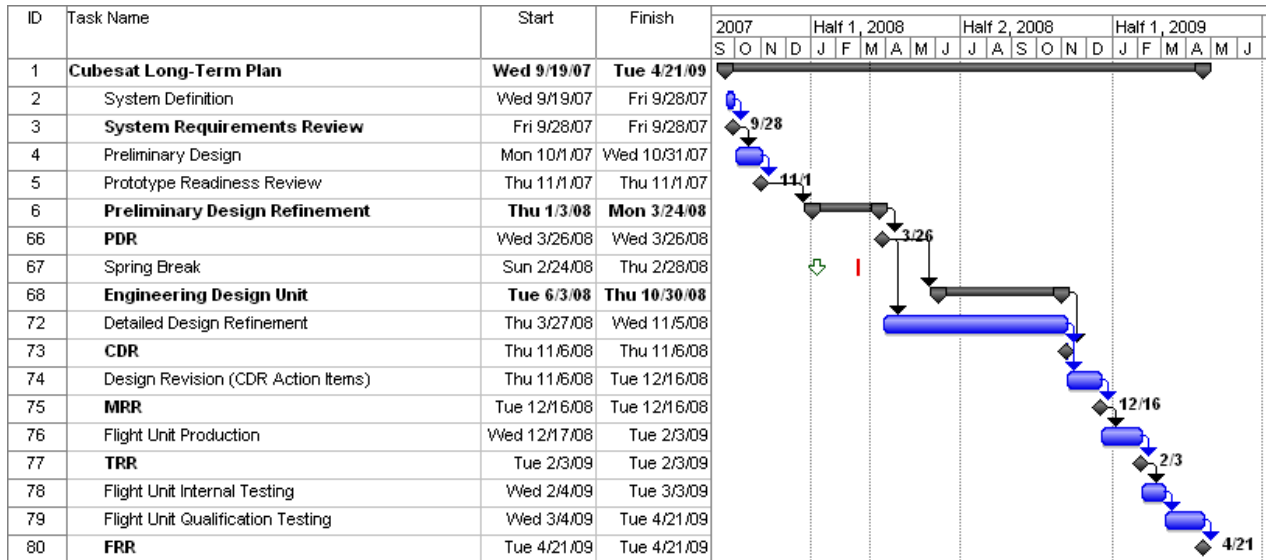 ID Task Name Start Finish 2007 Half 1, 2008 Half 2, 2008 Half 1, 2009
S O N D J F M A M J J A S O N D J F M A M J
1 Cubesat Long-Term Plan Wed 9/19/07 Tue 4/21/09
2 System Definition Wed 9/19/07 Fri 9/28/07
3 System Requirements Review Fri 9/28/07 Fri 9/28/07 9/28
4 Preliminary Design Mon 10/1/07 Wed 10/31/07
5 Prototype Readiness Review Thu 11/1/07 Thu 11/1/07 11/1
6 Preliminary Design Refinement Thu 1/3/08 Mon 3/24/08
66 PDR Wed 3/26/08 Wed 3/26/08 3/26
67 Spring Break Sun 2/24/08 Thu 2/28/08
68 Engineering Design Unit Tue 6/3/08 Thu 10/30/08
72 Detailed Design Refinement Thu 3/27/08 Wed 11/5/08
73 CDR Thu 11/6/08 Thu 11/6/08
74 Design Revision (CDR Action Items) Thu 11/6/08 Tue 12/16/08
75 MRR Tue 12/16/08 Tue 12/16/08 12/16
76 Flight Unit Production Wed 12/17/08 Tue 2/3/09
77 TRR Tue 2/3/09 Tue 2/3/09 2/3
78 Flight Unit Internal Testing Wed 2/4/09 Tue 3/3/09
79 Flight Unit Qualification Testing Wed 3/4/09 Tue 4/21/09
80 FRR Tue 4/21/09 Tue 4/21/09 4/21